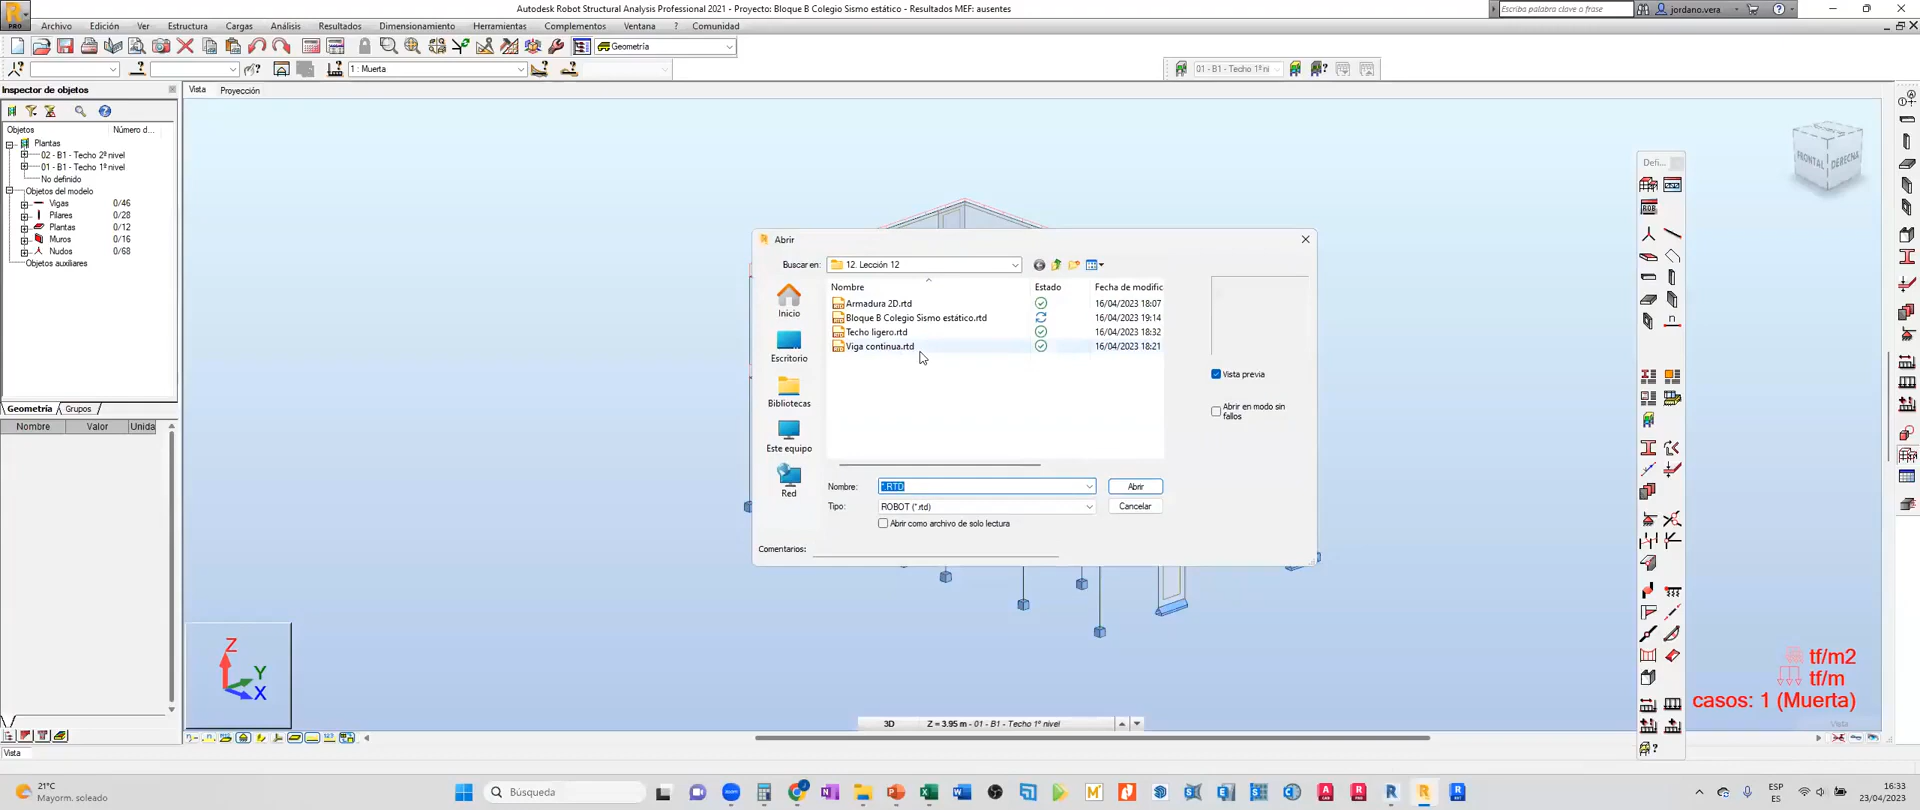 Autodesk Robot Structural Analysis Professional 2021 - Proyecto: Bloque B Colegio Sismo estático - Resultados MEF: ausentes
Escriba palabra clave o frase
jordano.vera
PRO
Archivo Edición Ver Estructura Cargas Análisis Resultados Dimensionamiento Herramientas Complementos Ventana ? Comunidad
Geometría
1 : Muerta
01 - B1 - Techo 1º ni
Inspector de objetos
Vista Proyección
Objetos Número d...
Plantas
02 - B1 - Techo 2º nivel
01 - B1 - Techo 1º nivel
No definido
Objetos del modelo
Vigas 0/46
Pilares 0/28
Plantas 0/12
Muros 0/16
Nudos 0/68
Objetos auxiliares
Geometría Grupos
Nombre Valor Unida
Defi...
FRONTAL DERECHA
Abrir
Buscar en: 12. Lección 12
Nombre Estado Fecha de modific
Armadura 2D.rtd 16/04/2023 18:07
Bloque B Colegio Sismo estático.rtd 16/04/2023 19:14
Techo ligero.rtd 16/04/2023 18:32
Viga continua.rtd 16/04/2023 18:21
Inicio
Escritorio
Bibliotecas
Este equipo
Red
Vista previa
Abrir en modo sin
fallos
Nombre: *.RTD Abrir
Tipo: ROBOT (*.rtd) Cancelar
Abrir como archivo de solo lectura
Comentarios:
Z
Y
X
tf/m2
tf/m
casos: 1 (Muerta)
3D Z = 3.95 m - 01 - B1 - Techo 1º nivel
Vista
Vista
21°C
Mayorm. soleado
Búsqueda
ESP
ES
16:33
23/04/2023